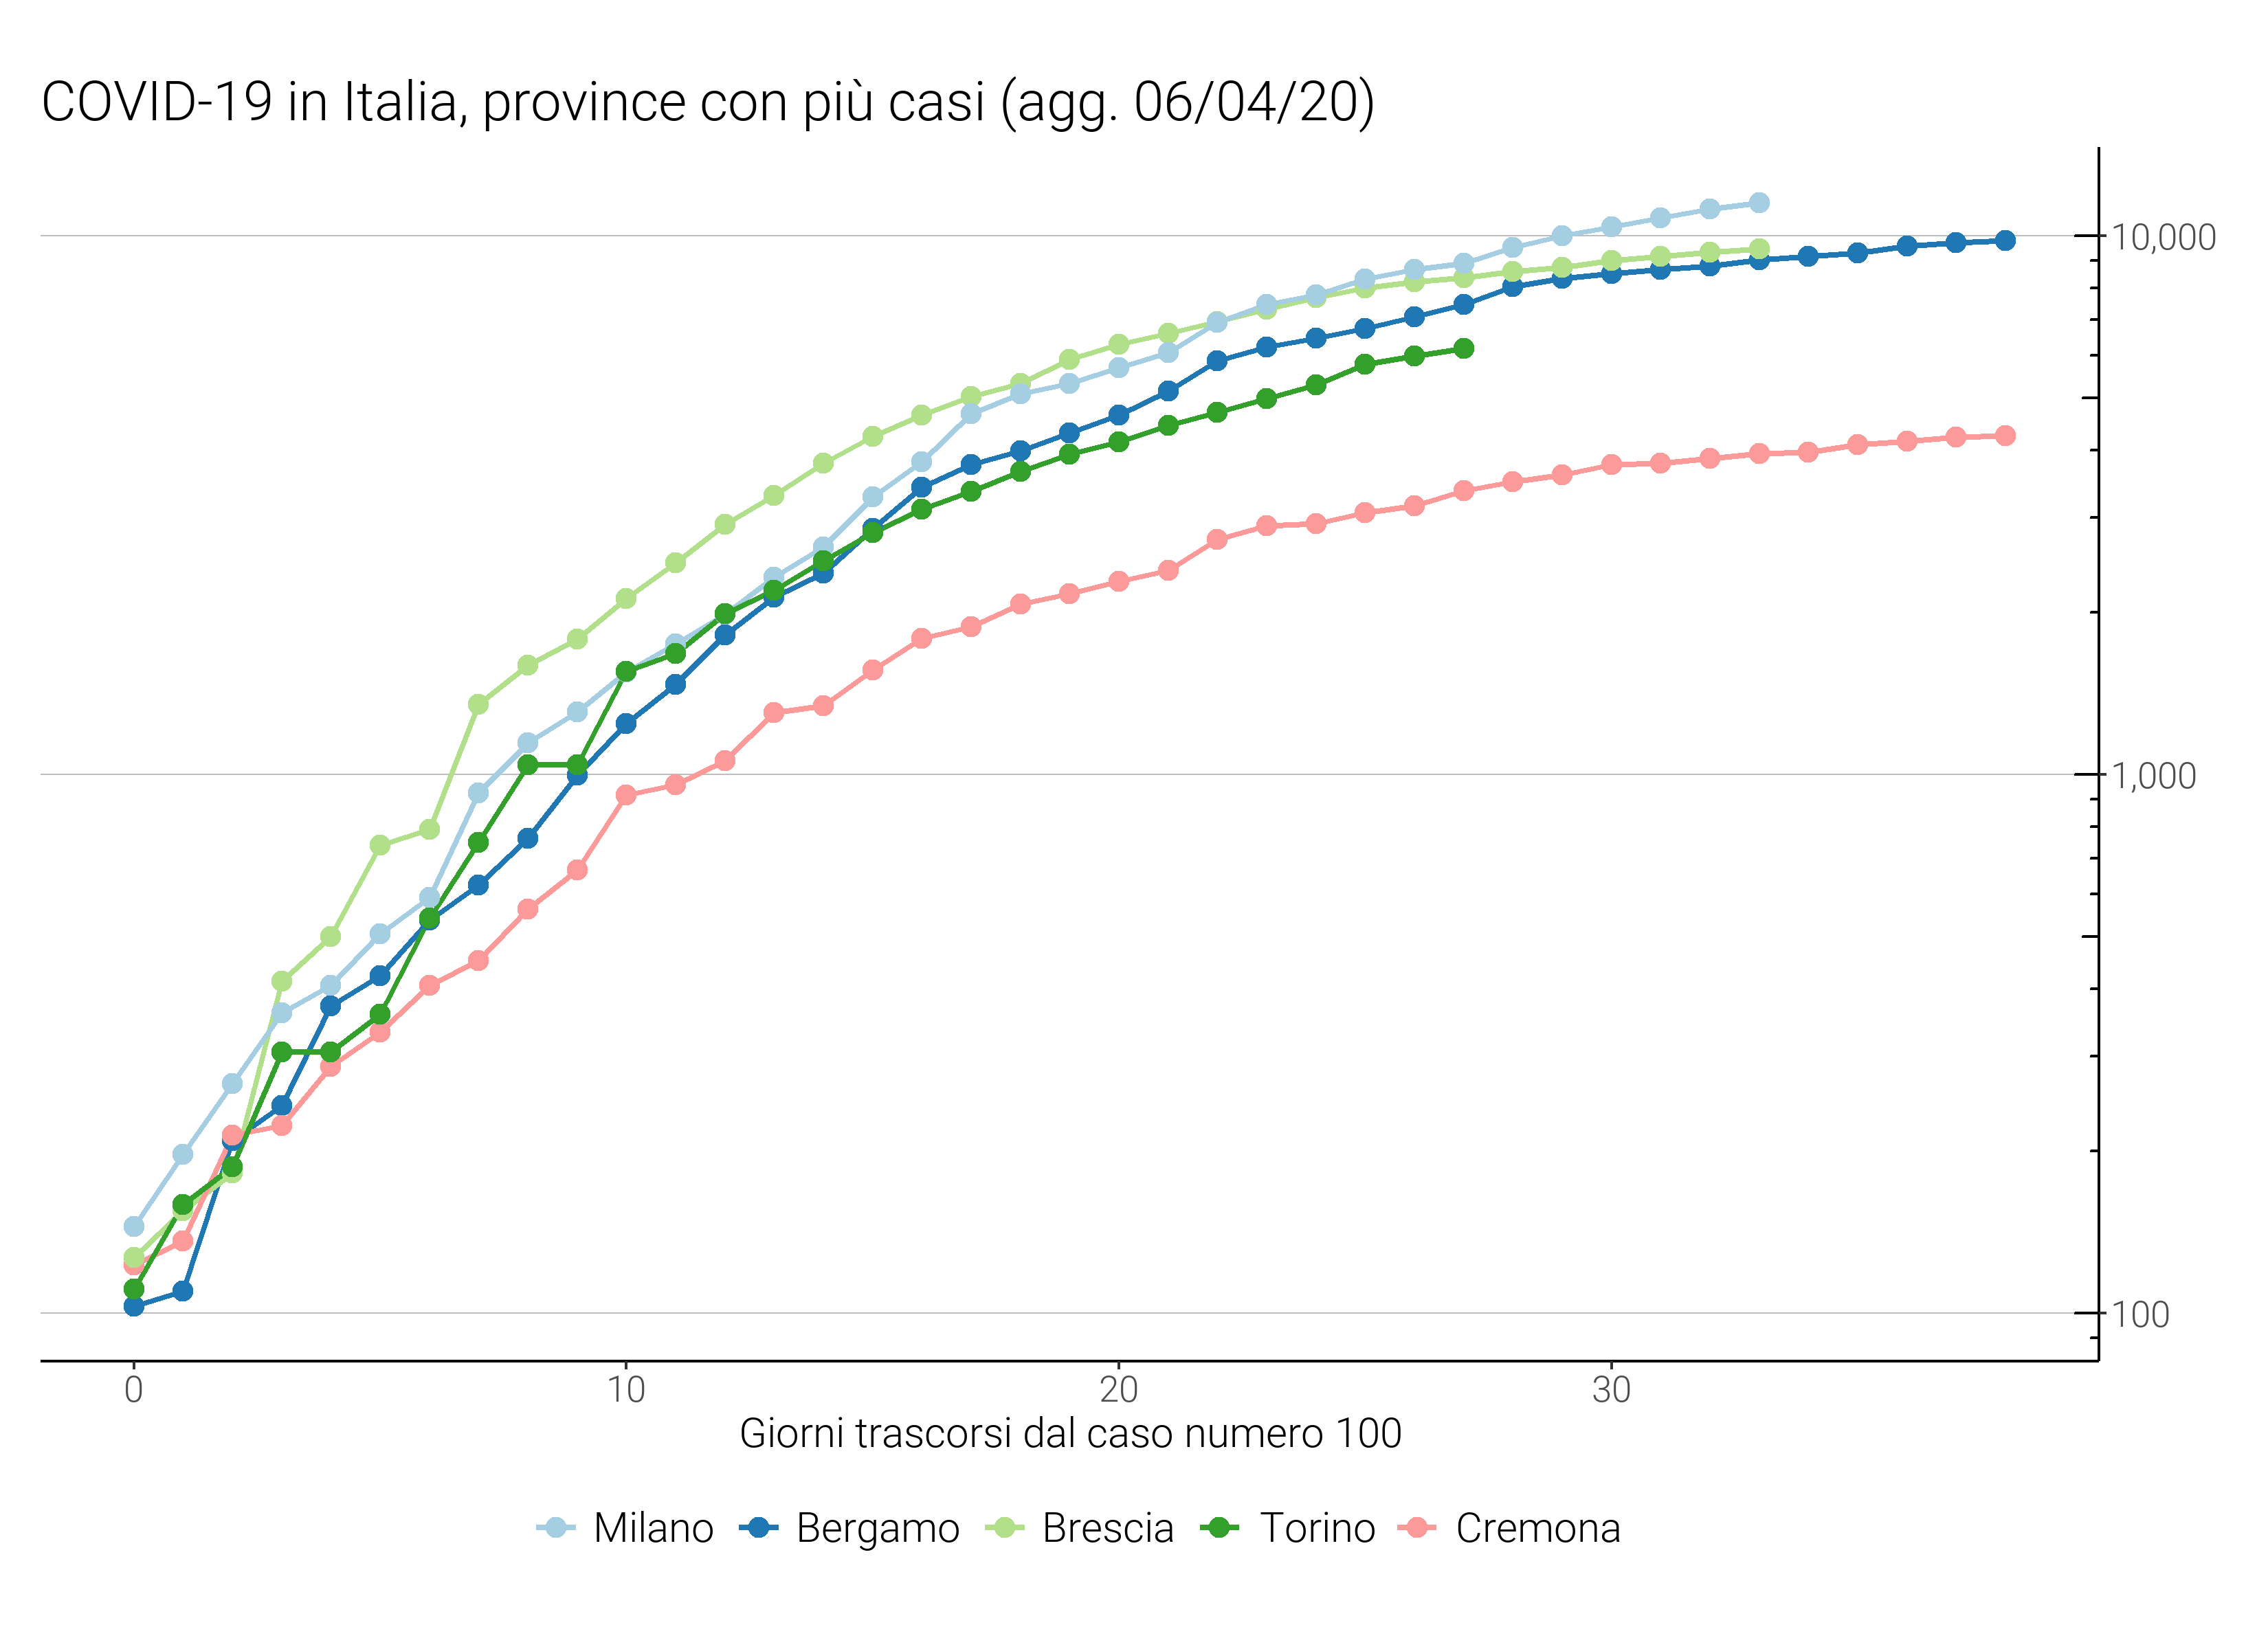 COVID-19 in Italia, province con più casi (agg. 06/04/20)
10,000
1,000
100
0 10 20 30
Giorni trascorsi dal caso numero 100
Milano Bergamo Brescia Torino Cremona